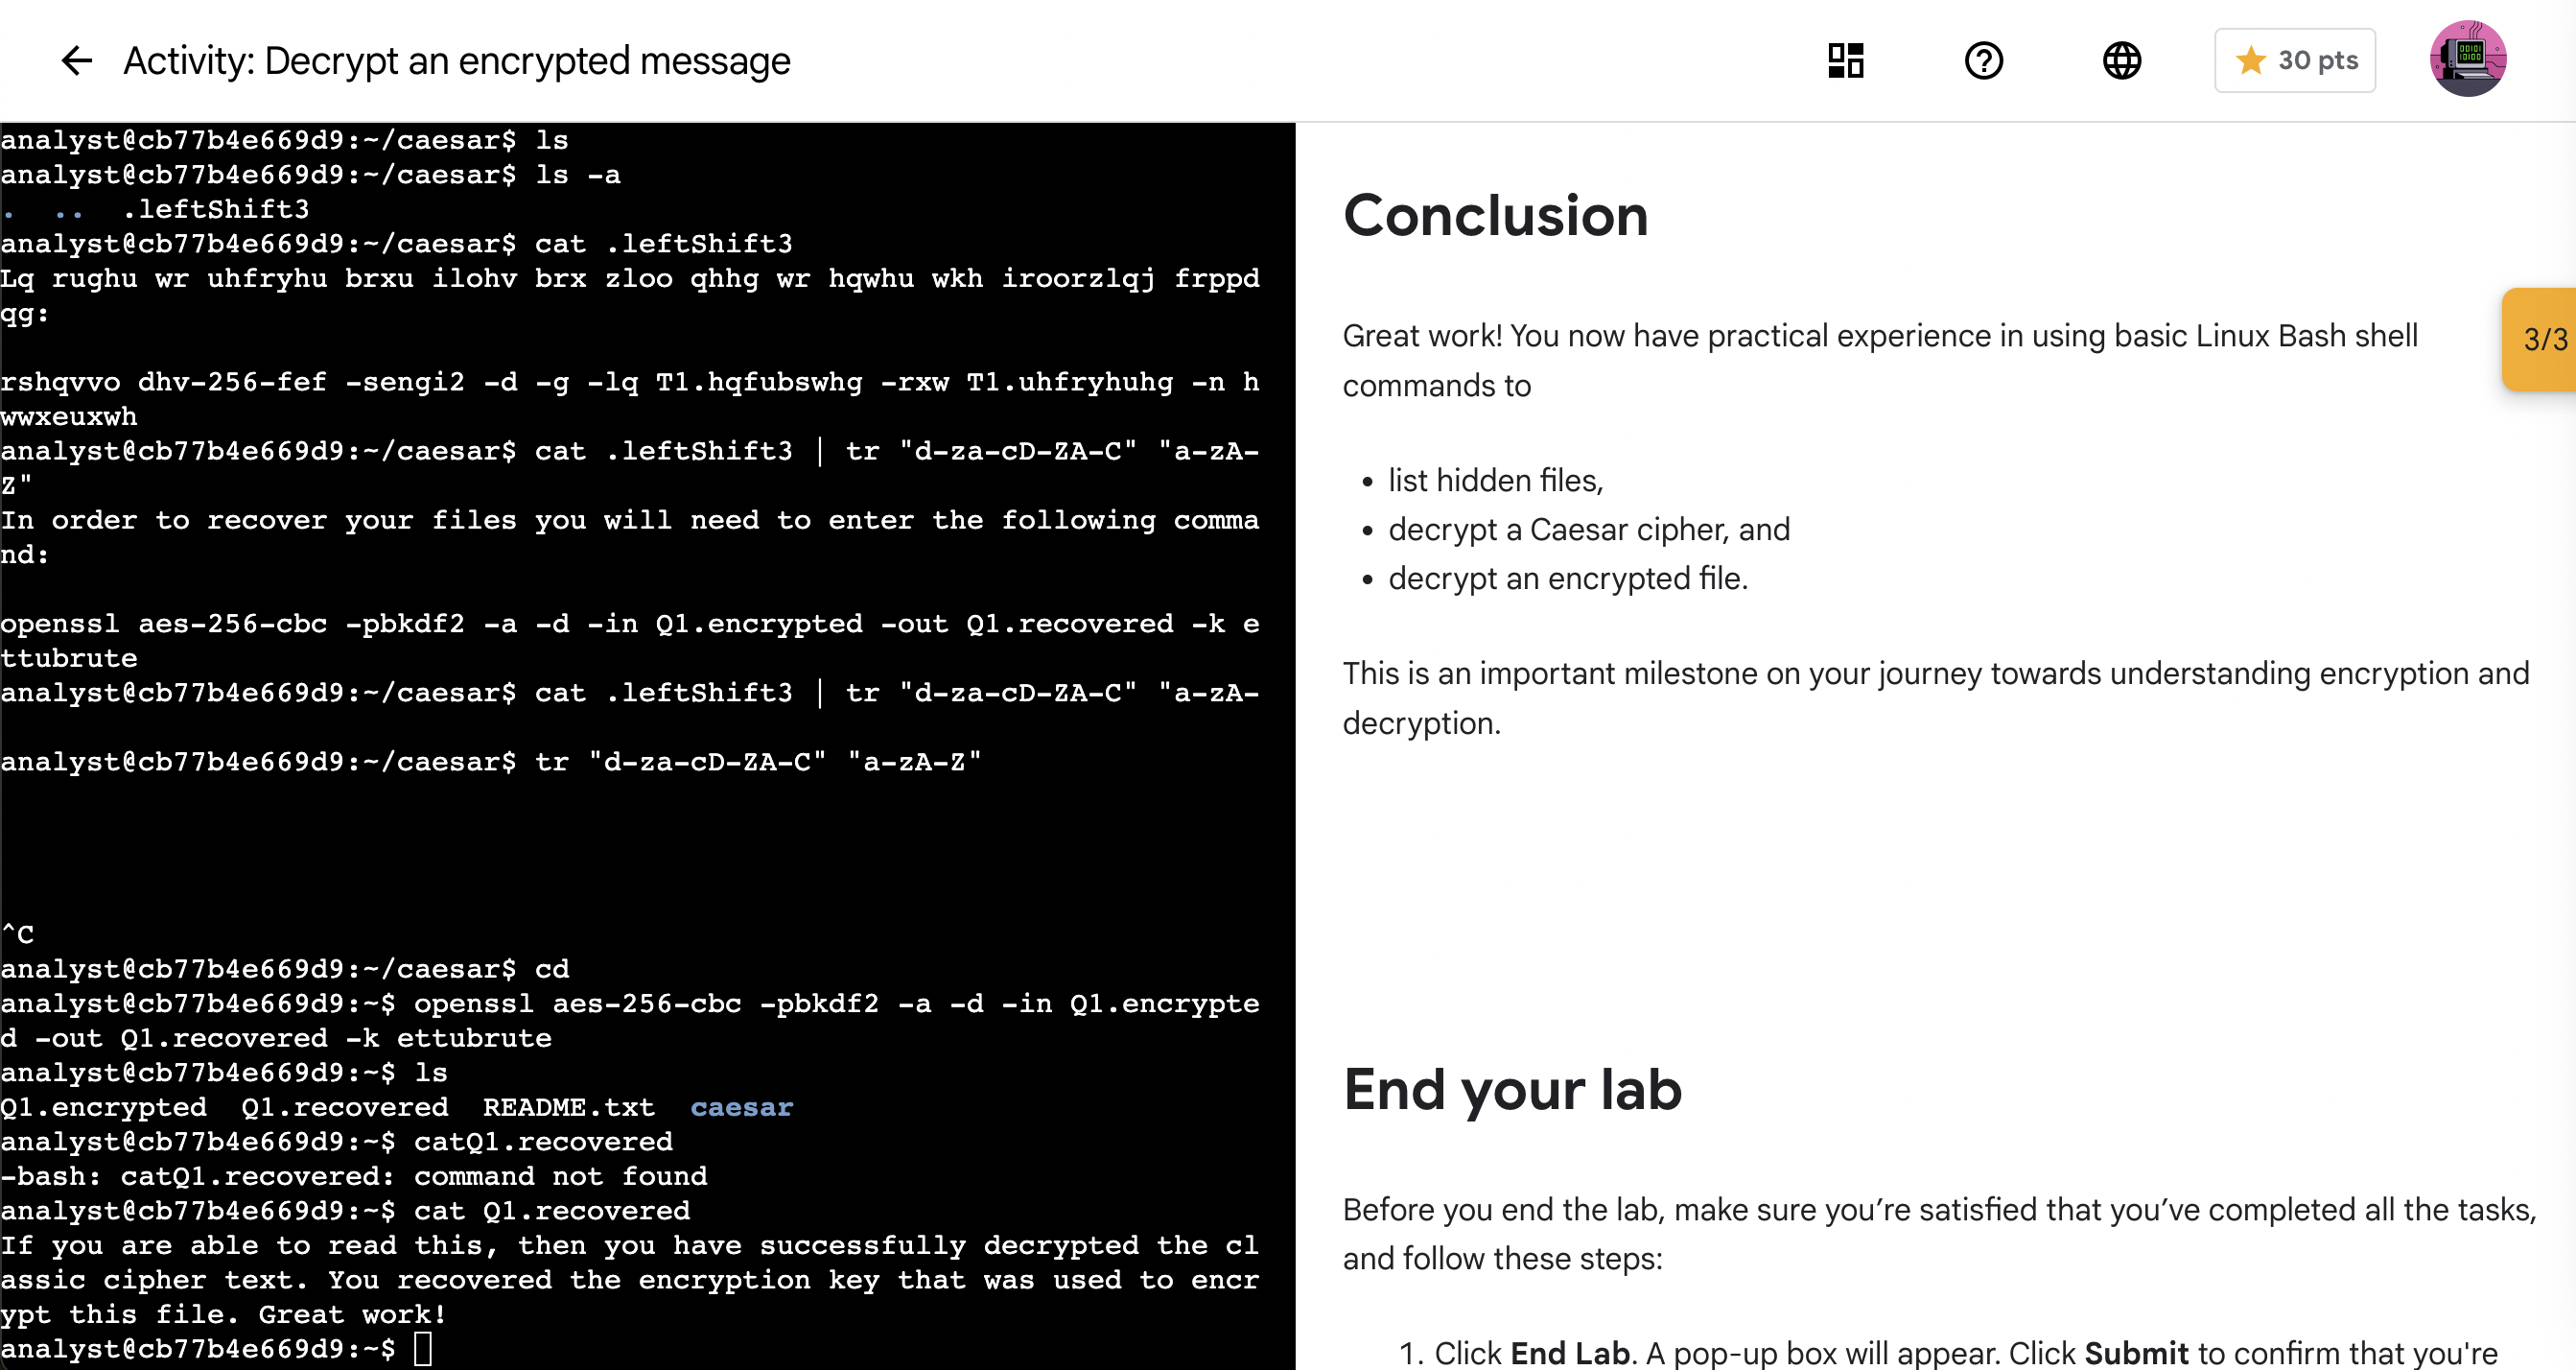 Activity: Decrypt an encrypted message
30 pts
analyst@cb77b4e669d9:~/caesar$ ls
analyst@cb77b4e669d9:~/caesar$ ls -a
.  ..  .leftShift3
analyst@cb77b4e669d9:~/caesar$ cat .leftShift3
Lq rughu wr uhfryhu brxu ilohv brx zloo qhhg wr hqwhu wkh iroorzlqj frppd
qg:
rshqvvo dhv-256-fef -sengi2 -d -g -lq T1.hqfubswhg -rxw T1.uhfryhuhg -n h
wwxeuxwh
analyst@cb77b4e669d9:~/caesar$ cat .leftShift3 | tr "d-za-cD-ZA-C" "a-zA-
Z"
In order to recover your files you will need to enter the following comma
nd:
openssl aes-256-cbc -pbkdf2 -a -d -in Q1.encrypted -out Q1.recovered -k e
ttubrute
analyst@cb77b4e669d9:~/caesar$ cat .leftShift3 | tr "d-za-cD-ZA-C" "a-zA-
analyst@cb77b4e669d9:~/caesar$ tr "d-za-cD-ZA-C" "a-zA-Z"
^C
analyst@cb77b4e669d9:~/caesar$ cd
analyst@cb77b4e669d9:~$ openssl aes-256-cbc -pbkdf2 -a -d -in Q1.encrypte
d -out Q1.recovered -k ettubrute
analyst@cb77b4e669d9:~$ ls
Q1.encrypted  Q1.recovered  README.txt  caesar
analyst@cb77b4e669d9:~$ catQ1.recovered
-bash: catQ1.recovered: command not found
analyst@cb77b4e669d9:~$ cat Q1.recovered
If you are able to read this, then you have successfully decrypted the cl
assic cipher text. You recovered the encryption key that was used to encr
ypt this file. Great work!
analyst@cb77b4e669d9:~$
Conclusion
Great work! You now have practical experience in using basic Linux Bash shell
commands to
• list hidden files,
• decrypt a Caesar cipher, and
• decrypt an encrypted file.
This is an important milestone on your journey towards understanding encryption and
decryption.
3/3
End your lab
Before you end the lab, make sure you’re satisfied that you’ve completed all the tasks,
and follow these steps:
1. Click End Lab. A pop-up box will appear. Click Submit to confirm that you're